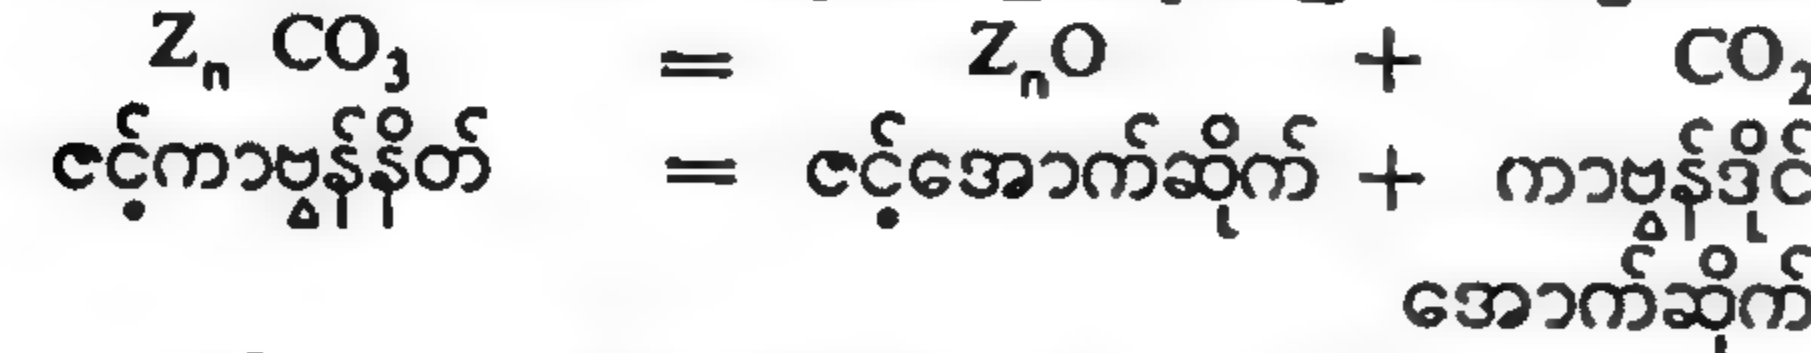 Zn CO₃ = ZnO + CO₂
ဇင့်ကာဗွန်နိတ် = ဇင့်အောက်ဆိုက် + ကာဗွန်ဒိုင်
အောက်ဆိုက်